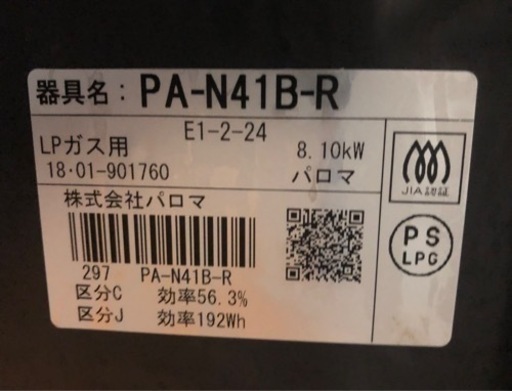 器具名：PA-N41B-R
E1-2-24
LPガス用 8.10kW
18・01-901760 パロマ
株式会社パロマ
297 PA-N41B-R
区分C 効率56.3%
区分J 効率192Wh
JIA認証
PS
LPG